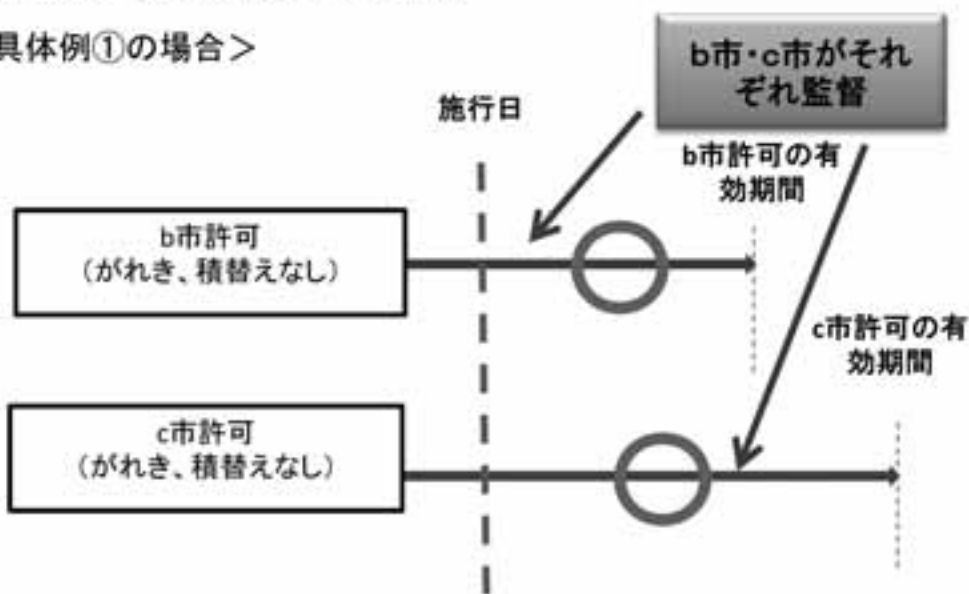 具体例①の場合＞
b市・c市がそれ
ぞれ監督
施行日
b市許可の有
効期間
b市許可
（がれき、積替えなし）
c市許可の有
効期間
c市許可
（がれき、積替えなし）